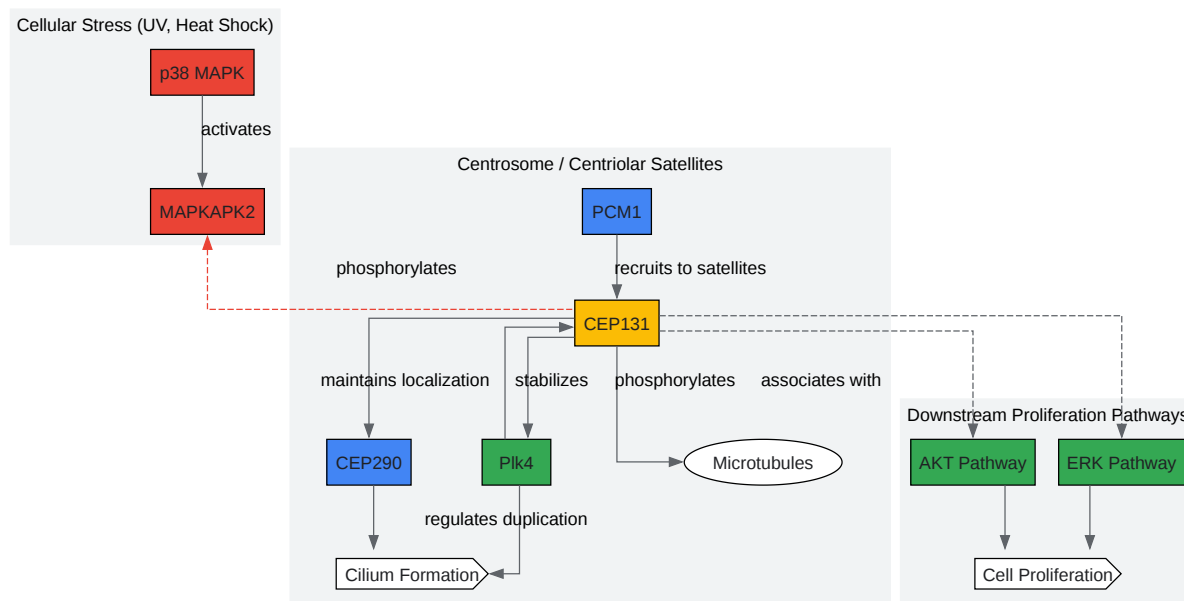 Cellular Stress (UV, Heat Shock)
p38 MAPK
activates
MAPKAPK2
Centrosome / Centriolar Satellites
PCM1
phosphorylates
recruits to satellites
CEP131
maintains localization
stabilizes
phosphorylates
associates with
Downstream Proliferation Pathways
CEP290
Plk4
Microtubules
AKT Pathway
ERK Pathway
regulates duplication
Cilium Formation
Cell Proliferation